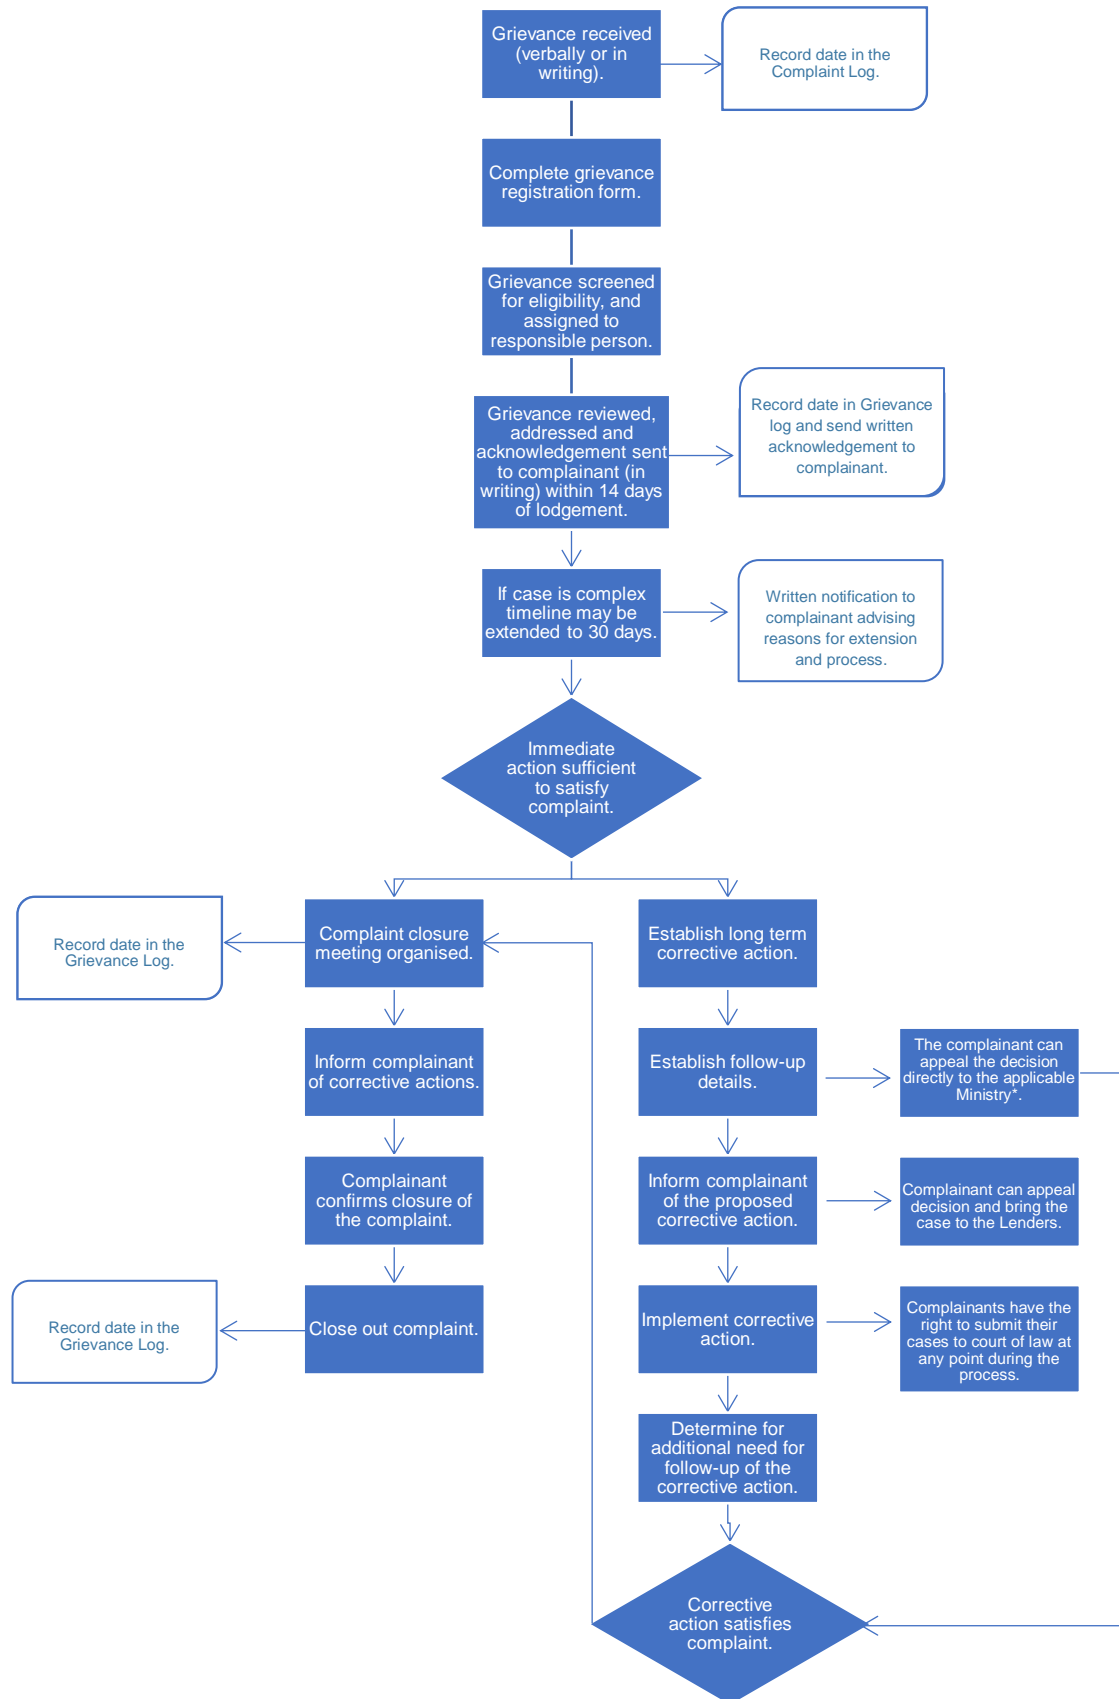 Grievance received
(verbally or in
writing).
Record date in the
Complaint Log.
Complete grievance
registration form.
Grievance screened
for eligibility, and
assigned to
responsible person.
Grievance reviewed,
addressed and
acknowledgement sent
to complainant (in
writing) within 14 days
of lodgement.
Record date in Grievance
log and send written
acknowledgement to
complainant.
If case is complex
timeline may be
extended to 30 days.
Written notification to
complainant advising
reasons for extension
and process.
Immediate
action sufficient
to satisfy
complaint.
Record date in the
Grievance Log.
Complaint closure
meeting organised.
Establish long term
corrective action.
Inform complainant
of corrective actions.
Establish follow-up
details.
The complainant can
appeal the decision
directly to the applicable
Ministry*.
Complainant
confirms closure of
the complaint.
Inform complainant
of the proposed
corrective action.
Complainant can appeal
decision and bring the
case to the Lenders.
Record date in the
Grievance Log.
Close out complaint.
Implement corrective
action.
Complainants have the
right to submit their
cases to court of law at
any point during the
process.
Determine for
additional need for
follow-up of the
corrective action.
Corrective
action satisfies
complaint.